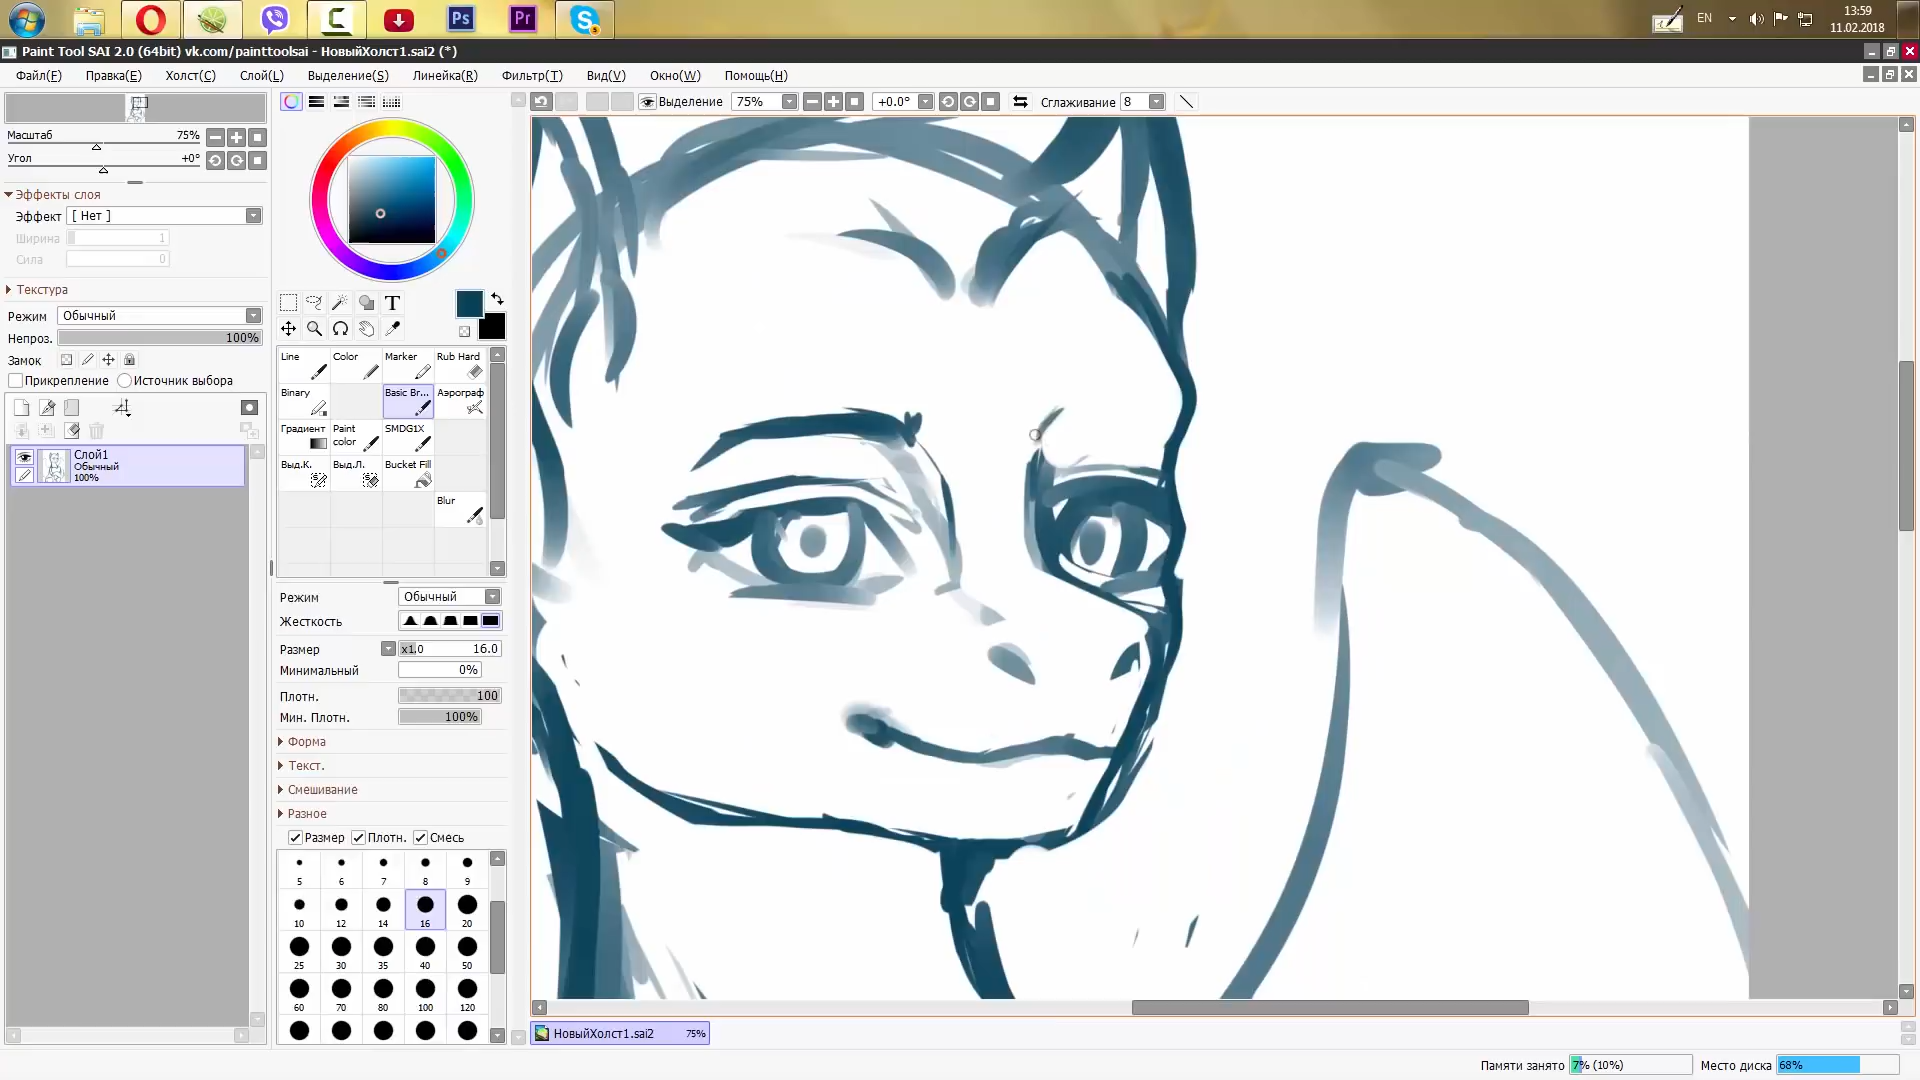 Ps
Pr
S
EN
13:59
11.02.2018
Paint Tool SAI 2.0 (64bit) vk.com/painttoolsai - НовыйХолст1.sai2 (*)
Файл(F) Правка(E) Холст(C) Слой(L) Выделение(S) Линейка(R) Фильтр(T) Вид(V) Окно(W) Помощь(H)
Выделение 75% +0.0° Сглаживание 8
Масштаб 75%
Угол +0°
Эффекты слоя
Эффект [ Нет ]
Ширина 1
Сила 0
Текстура
Режим Обычный
Непроз. 100%
Замок
Прикрепление Источник выбора
Слой1
Обычный
100%
T
Line Color Marker Rub Hard
Binary Basic Br... Аэрограф
Градиент Paint color SMDG1X
Выд.К. Выд.Л. Bucket Fill
Blur
Режим Обычный
Жесткость
Размер x1.0 16.0
Минимальный 0%
Плотн. 100
Мин. Плотн. 100%
Форма
Текст.
Смешивание
Разное
Размер Плотн. Смесь
5 6 7 8 9
10 12 14 16 20
25 30 35 40 50
60 70 80 100 120
НовыйХолст1.sai2 75%
Памяти занято 7% (10%) Место диска 68%